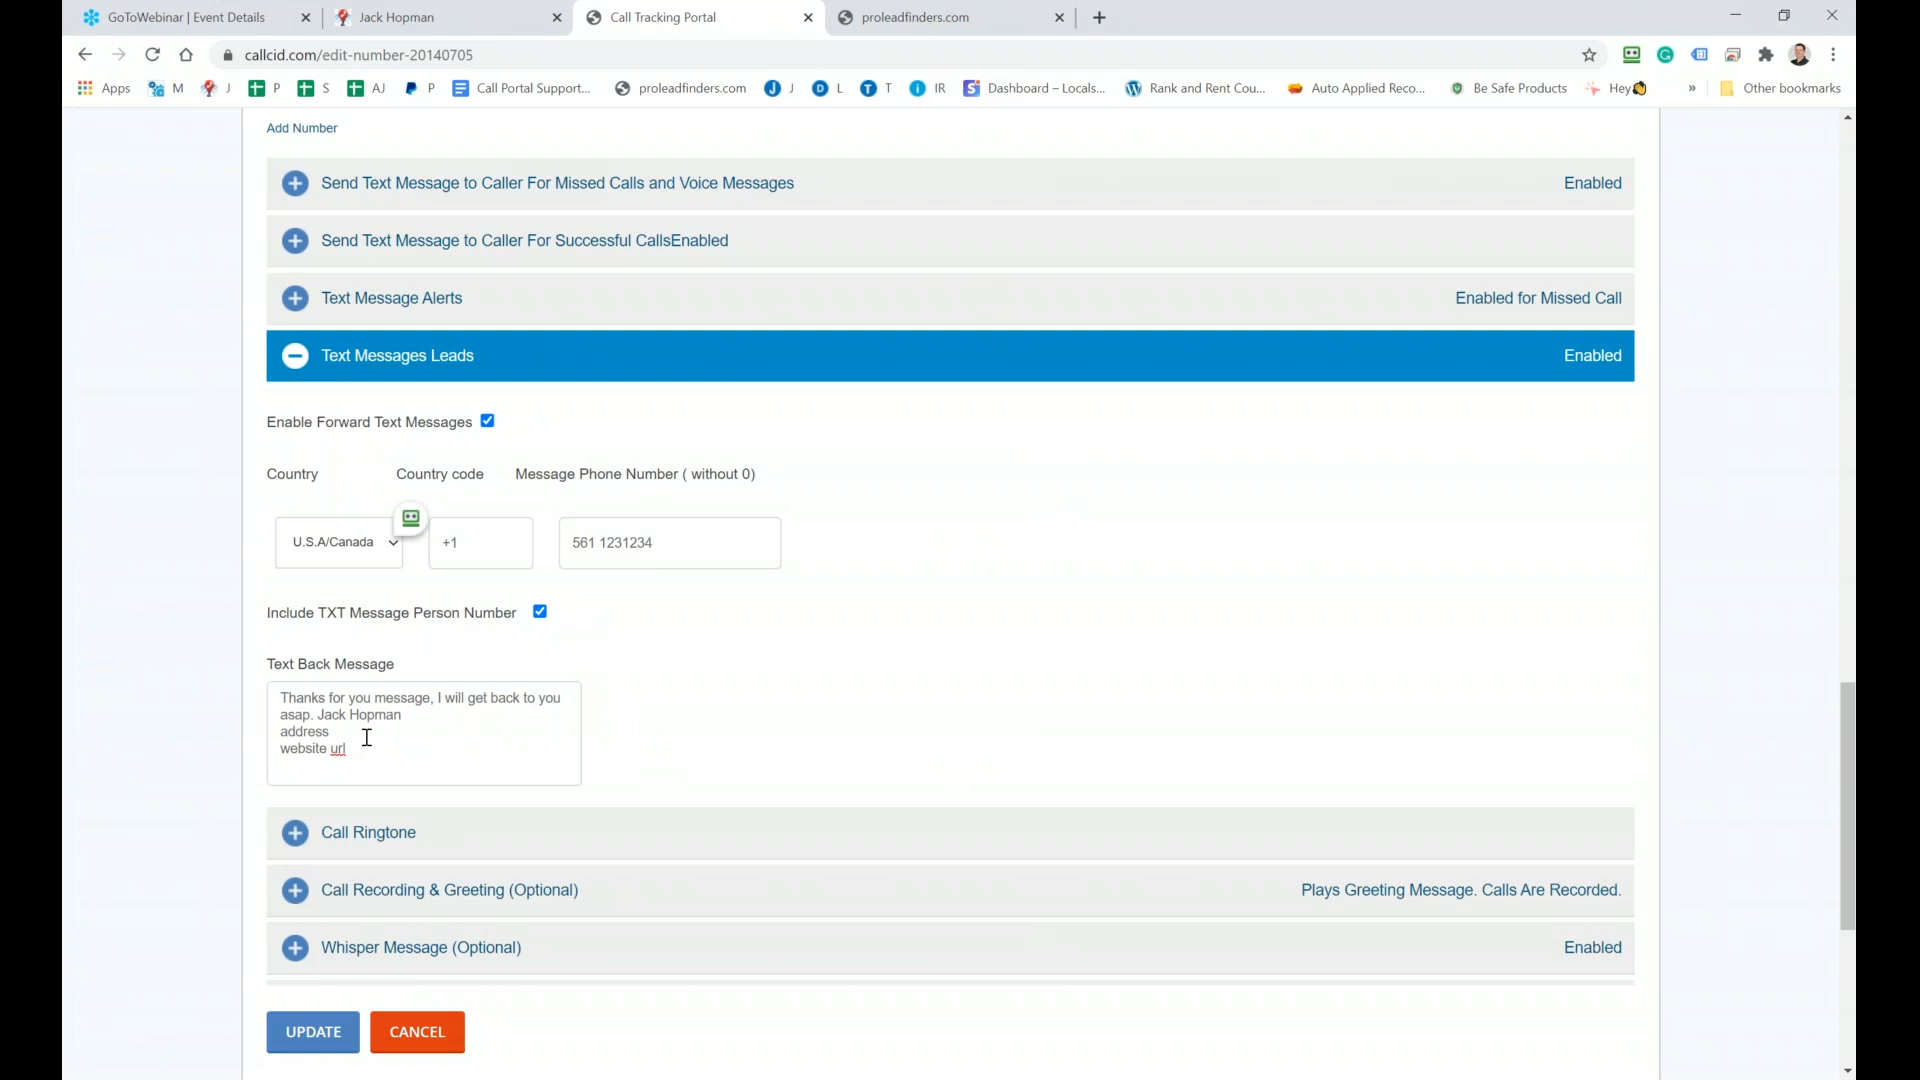 GoToWebinar | Event Details
Jack Hopman
Call Tracking Portal
proleadfinders.com
callcid.com/edit-number-20140705
Apps
M
J
P
S
AJ
P
Call Portal Support...
proleadfinders.com
J
L
T
IR
Dashboard – Locals...
Rank and Rent Cou...
Auto Applied Reco...
Be Safe Products
Hey
»
Other bookmarks
Add Number
Send Text Message to Caller For Missed Calls and Voice Messages
Enabled
Send Text Message to Caller For Successful CallsEnabled
Text Message Alerts
Enabled for Missed Call
Text Messages Leads
Enabled
Enable Forward Text Messages
Country
Country code
Message Phone Number ( without 0)
U.S.A/Canada
+1
561 1231234
Include TXT Message Person Number
Text Back Message
Thanks for you message, I will get back to you
asap. Jack Hopman
address
website url
Call Ringtone
Call Recording & Greeting (Optional)
Plays Greeting Message. Calls Are Recorded.
Whisper Message (Optional)
Enabled
UPDATE
CANCEL